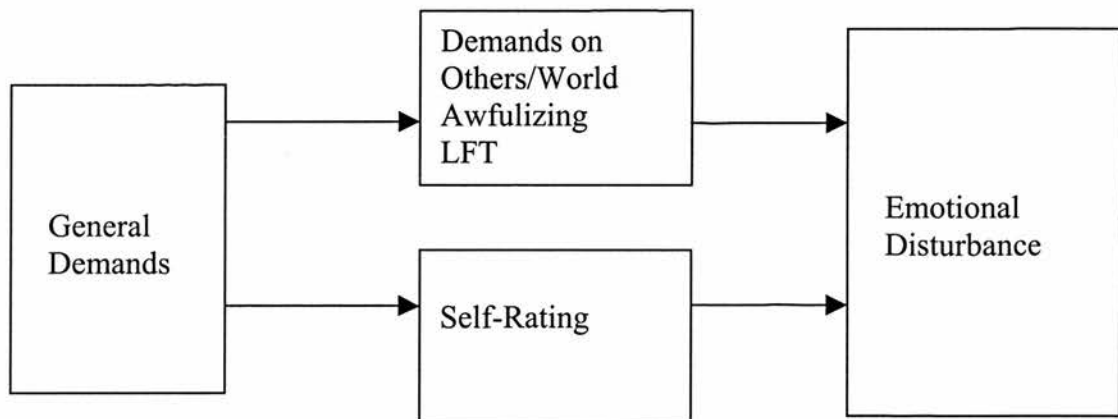 General
Demands
Demands on
Others/World
Awfulizing
LFT
Self-Rating
Emotional
Disturbance